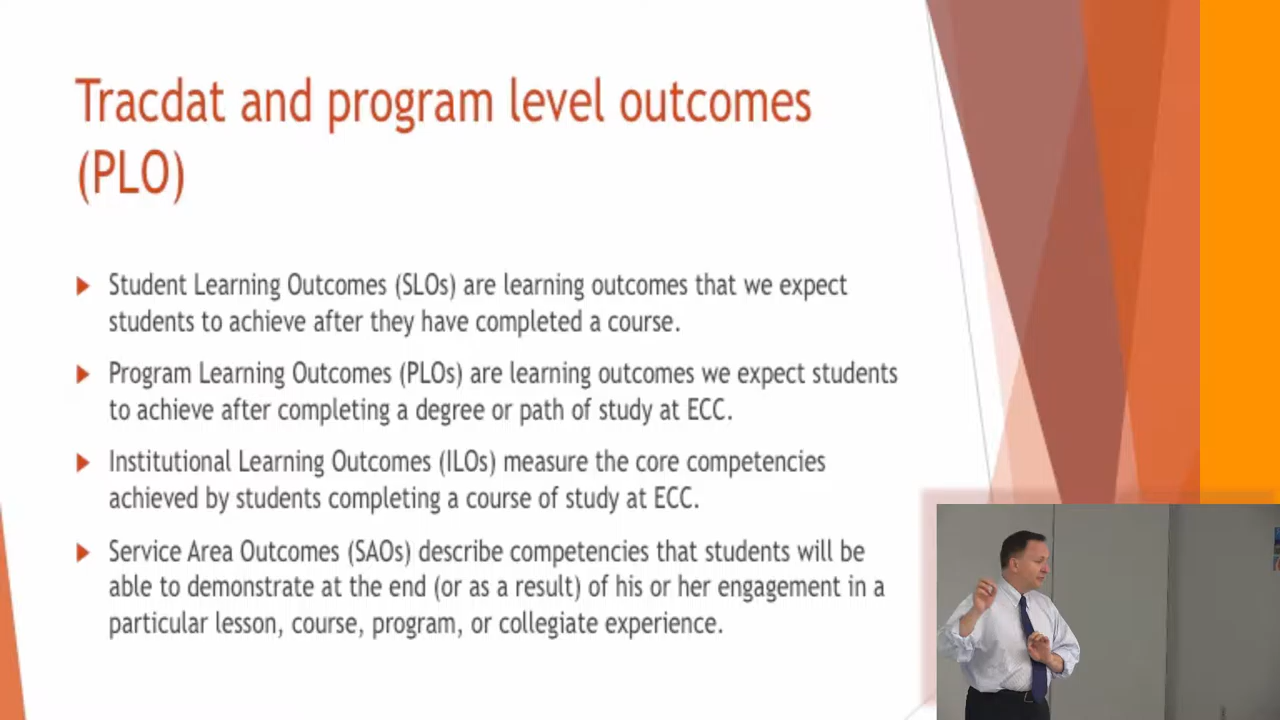 Tracdat and program level outcomes
(PLO)
Student Learning Outcomes (SLOs) are learning outcomes that we expect
students to achieve after they have completed a course.
Program Learning Outcomes (PLOs) are learning outcomes we expect students
to achieve after completing a degree or path of study at ECC.
Institutional Learning Outcomes (ILOs) measure the core competencies
achieved by students completing a course of study at ECC.
Service Area Outcomes (SAOs) describe competencies that students will be
able to demonstrate at the end (or as a result) of his or her engagement in a
particular lesson, course, program, or collegiate experience.